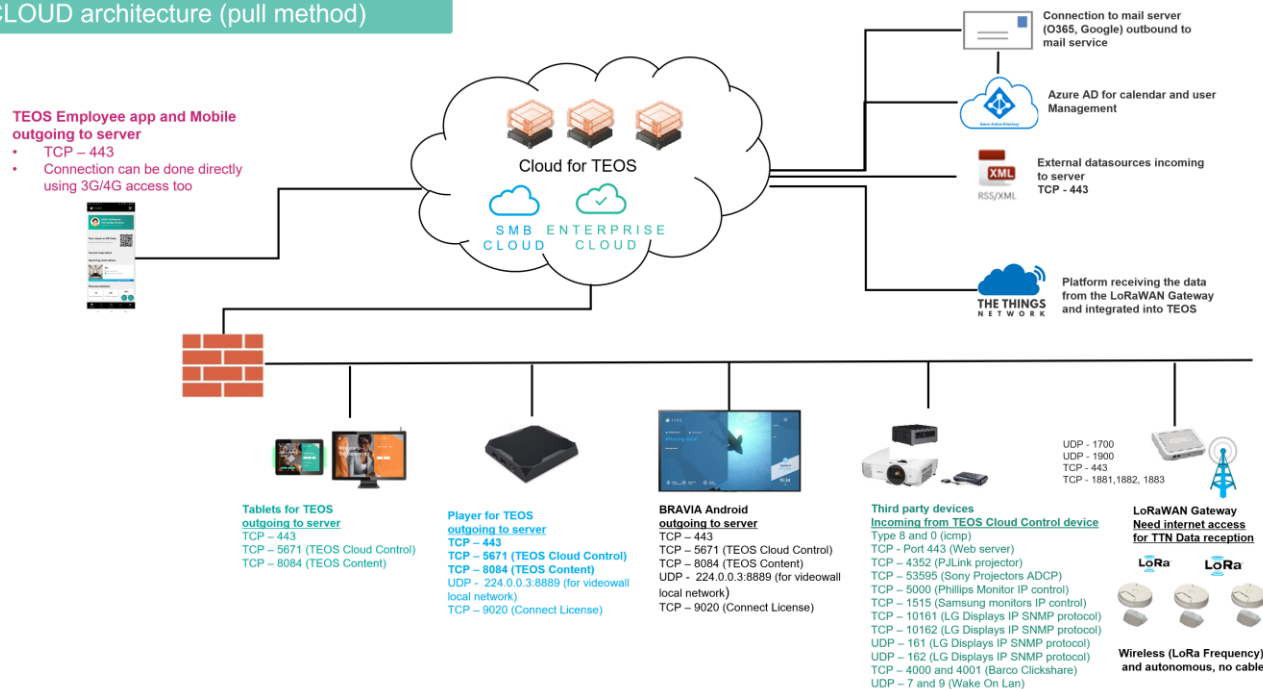 CLOUD architecture (pull method)
TEOS Employee app and Mobile
outgoing to server
• TCP – 443
• Connection can be done directly
using 3G/4G access too
Cloud for TEOS
SMB
CLOUD
ENTERPRISE
CLOUD
Connection to mail server
(O365, Google) outbound to
mail service
Azure Active Directory
Azure AD for calendar and user
Management
XML
RSS/XML
External datasources incoming
to server
TCP - 443
THE THINGS
NETWORK
Platform receiving the data
from the LoRaWAN Gateway
and integrated into TEOS
Tablets for TEOS
outgoing to server
TCP – 443
TCP – 5671 (TEOS Cloud Control)
TCP – 8084 (TEOS Content)
Player for TEOS
outgoing to server
TCP – 443
TCP – 5671 (TEOS Cloud Control)
TCP – 8084 (TEOS Content)
UDP - 224.0.0.3:8889 (for videowall
local network)
TCP – 9020 (Connect License)
BRAVIA Android
outgoing to server
TCP – 443
TCP – 5671 (TEOS Cloud Control)
TCP – 8084 (TEOS Content)
UDP - 224.0.0.3:8889 (for videowall
local network)
TCP – 9020 (Connect License)
Third party devices
Incoming from TEOS Cloud Control device
Type 8 and 0 (icmp)
TCP - Port 443 (Web server)
TCP – 4352 (PJLink projector)
TCP – 53595 (Sony Projectors ADCP)
TCP – 5000 (Phillips Monitor IP control)
TCP – 1515 (Samsung monitors IP control)
TCP – 10161 (LG Displays IP SNMP protocol)
TCP – 10162 (LG Displays IP SNMP protocol)
UDP – 161 (LG Displays IP SNMP protocol)
UDP – 162 (LG Displays IP SNMP protocol)
TCP – 4000 and 4001 (Barco Clickshare)
UDP – 7 and 9 (Wake On Lan)
UDP - 1700
UDP - 1900
TCP - 443
TCP - 1881,1882, 1883
LoRaWAN Gateway
Need internet access
for TTN Data reception
LoRa
LoRa
Wireless (LoRa Frequency)
and autonomous, no cable